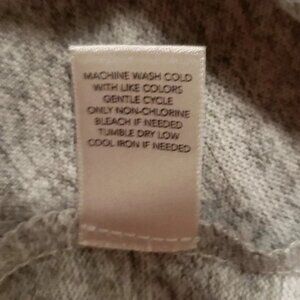 MACHINE WASH COLD
WITH LIKE COLORS
GENTLE CYCLE
ONLY NON-CHLORINE
BLEACH IF NEEDED
TUMBLE DRY LOW
COOL IRON IF NEEDED